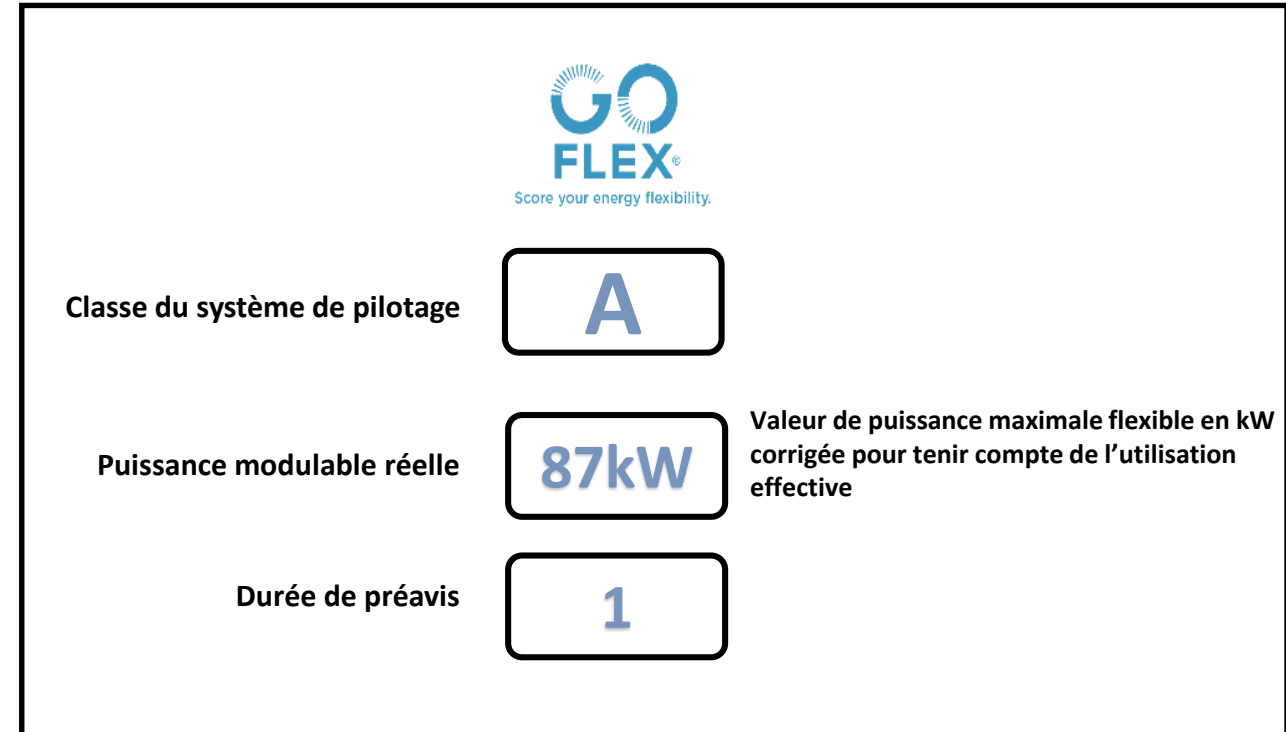 GO
FLEX®
Score your energy flexibility.
Classe du système de pilotage
A
Puissance modulable réelle
87kW
Valeur de puissance maximale flexible en kW
corrigée pour tenir compte de l’utilisation
effective
Durée de préavis
1